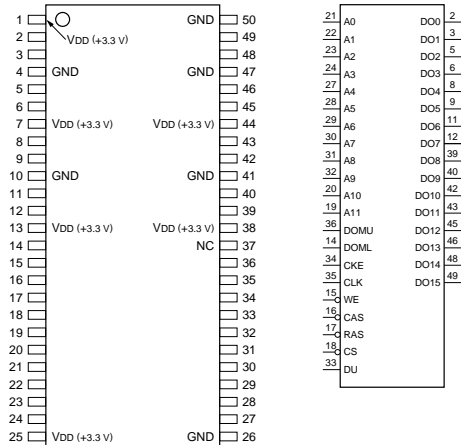 1 GND 50
2 VDD (+3.3 V) 49
3 48
4 GND GND 47
5 46
6 45
7 VDD (+3.3 V) VDD (+3.3 V) 44
8 43
9 42
10 GND GND 41
11 40
12 39
13 VDD (+3.3 V) VDD (+3.3 V) 38
14 NC 37
15 36
16 35
17 34
18 33
19 32
20 31
21 30
22 29
23 28
24 27
25 VDD (+3.3 V) GND 26
21 A0 DO0 2
22 A1 DO1 3
23 A2 DO2 5
24 A3 DO3 6
27 A4 DO4 8
28 A5 DO5 9
29 A6 DO6 11
30 A7 DO7 12
31 A8 DO8 39
32 A9 DO9 40
20 A10 DO10 42
19 A11 DO11 43
36 DOMU DO12 45
14 DOML DO13 46
34 CKE DO14 48
35 CLK DO15 49
15 WE
16 CAS
17 RAS
18 CS
33 DU